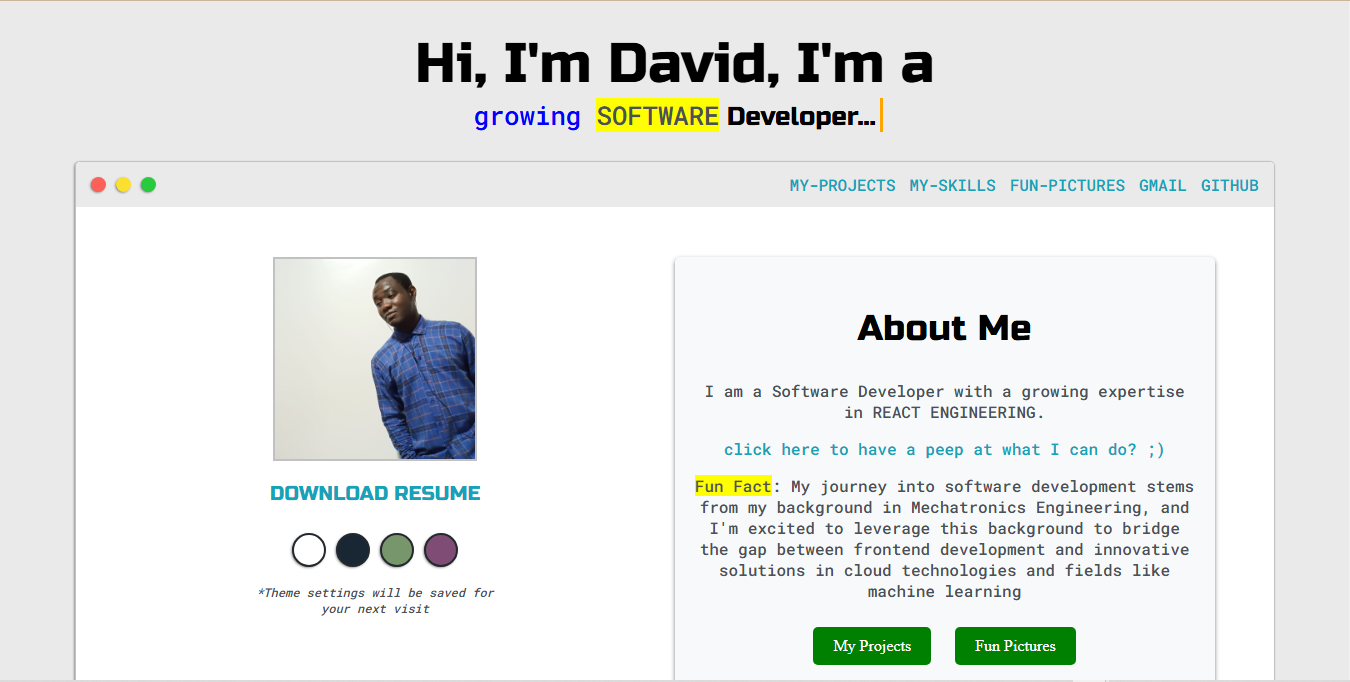 Hi, I'm David, I'm a
growing SOFTWARE Developer...
MY-PROJECTS MY-SKILLS FUN-PICTURES GMAIL GITHUB
DOWNLOAD RESUME
*Theme settings will be saved for
your next visit
About Me
I am a Software Developer with a growing expertise
in REACT ENGINEERING.
click here to have a peep at what I can do? ;)
Fun Fact: My journey into software development stems
from my background in Mechatronics Engineering, and
I'm excited to leverage this background to bridge
the gap between frontend development and innovative
solutions in cloud technologies and fields like
machine learning
My Projects Fun Pictures